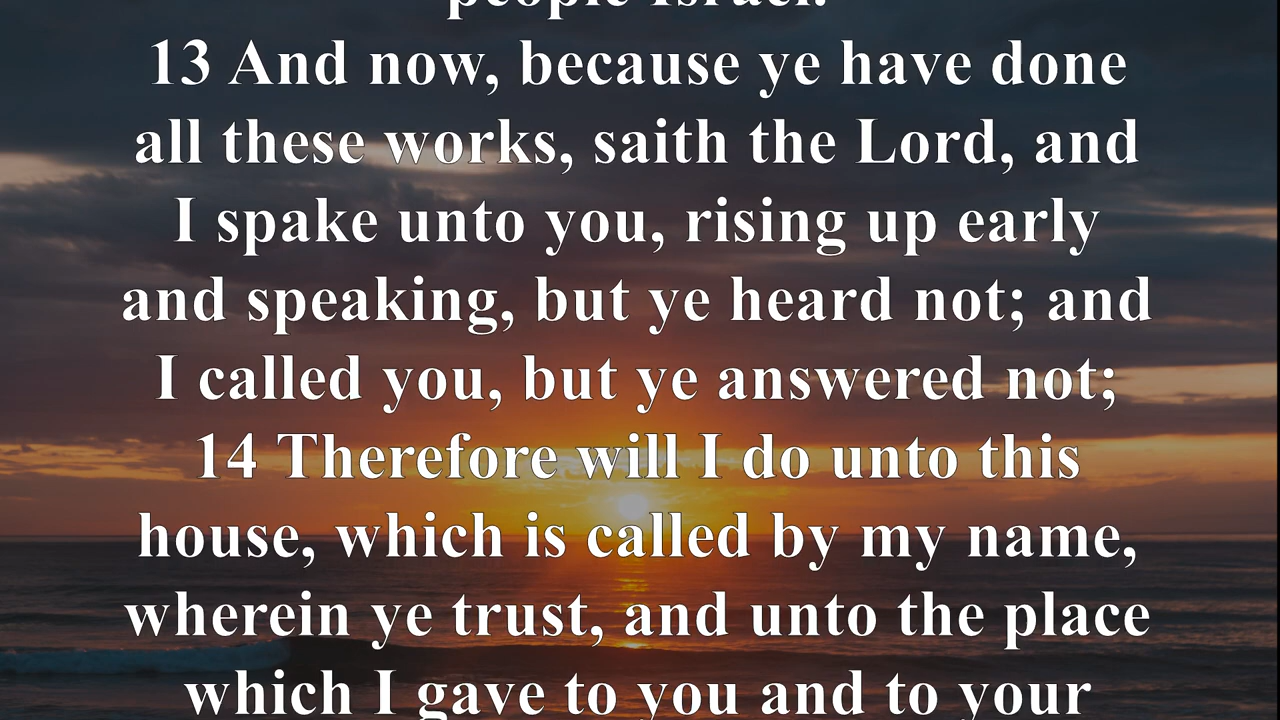 people Israel.
13 And now, because ye have done
all these works, saith the Lord, and
I spake unto you, rising up early
and speaking, but ye heard not; and
I called you, but ye answered not;
14 Therefore will I do unto this
house, which is called by my name,
wherein ye trust, and unto the place
which I gave to you and to your